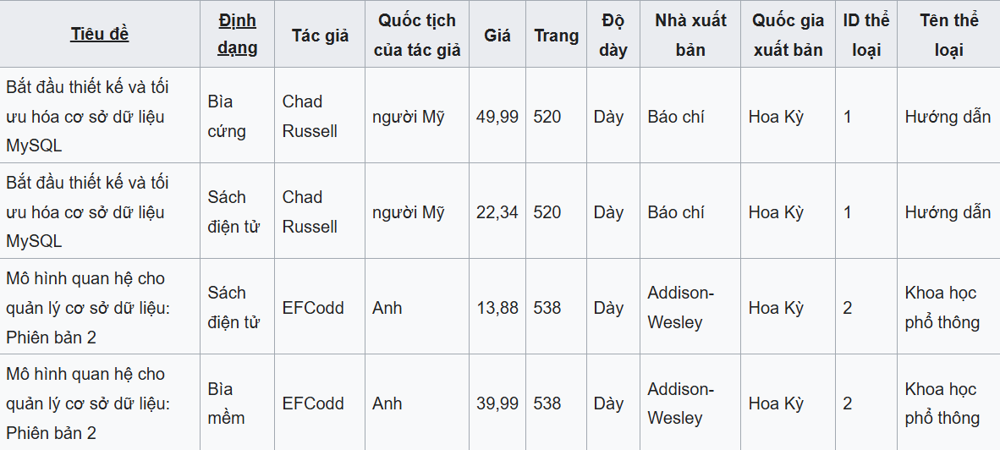 Tiêu đề
Định dạng
Tác giả
Quốc tịch của tác giả
Giá
Trang
Độ dày
Nhà xuất bản
Quốc gia xuất bản
ID thể loại
Tên thể loại
Bắt đầu thiết kế và tối ưu hóa cơ sở dữ liệu MySQL
Bìa cứng
Chad Russell
người Mỹ
49,99
520
Dày
Báo chí
Hoa Kỳ
1
Hướng dẫn
Bắt đầu thiết kế và tối ưu hóa cơ sở dữ liệu MySQL
Sách điện tử
Chad Russell
người Mỹ
22,34
520
Dày
Báo chí
Hoa Kỳ
1
Hướng dẫn
Mô hình quan hệ cho quản lý cơ sở dữ liệu: Phiên bản 2
Sách điện tử
EFCodd
Anh
13,88
538
Dày
Addison-Wesley
Hoa Kỳ
2
Khoa học phổ thông
Mô hình quan hệ cho quản lý cơ sở dữ liệu: Phiên bản 2
Bìa mềm
EFCodd
Anh
39,99
538
Dày
Addison-Wesley
Hoa Kỳ
2
Khoa học phổ thông